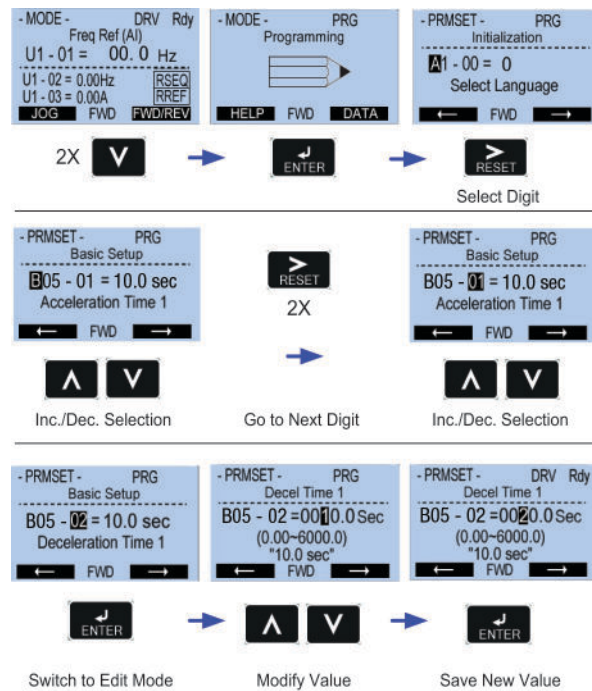 - MODE - DRV Rdy
Freq Ref (AI)
U1 - 01 = 00. 0 Hz
U1 - 02 = 0.00Hz RSEQ
U1 - 03 = 0.00A RREF
JOG FWD FWD/REV
- MODE - PRG
Programming
HELP FWD DATA
- PRMSET - PRG
Initialization
A1 - 00 = 0
Select Language
← FWD →
2X V
ENTER
>
RESET
Select Digit
- PRMSET - PRG
Basic Setup
B05 - 01 = 10.0 sec
Acceleration Time 1
← FWD →
Inc./Dec. Selection
>
RESET
2X
Go to Next Digit
- PRMSET - PRG
Basic Setup
B05 - 01 = 10.0 sec
Acceleration Time 1
← FWD →
Inc./Dec. Selection
- PRMSET - PRG
Basic Setup
B05 - 02 = 10.0 sec
Deceleration Time 1
← FWD →
ENTER
Switch to Edit Mode
- PRMSET - PRG
Decel Time 1
B05 - 02 =0010.0Sec
(0.00~6000.0)
"10.0 sec"
← FWD →
Modify Value
- PRMSET - DRV Rdy
Decel Time 1
B05 - 02 =0020.0Sec
(0.00~6000.0)
"10.0 sec"
← FWD →
ENTER
Save New Value